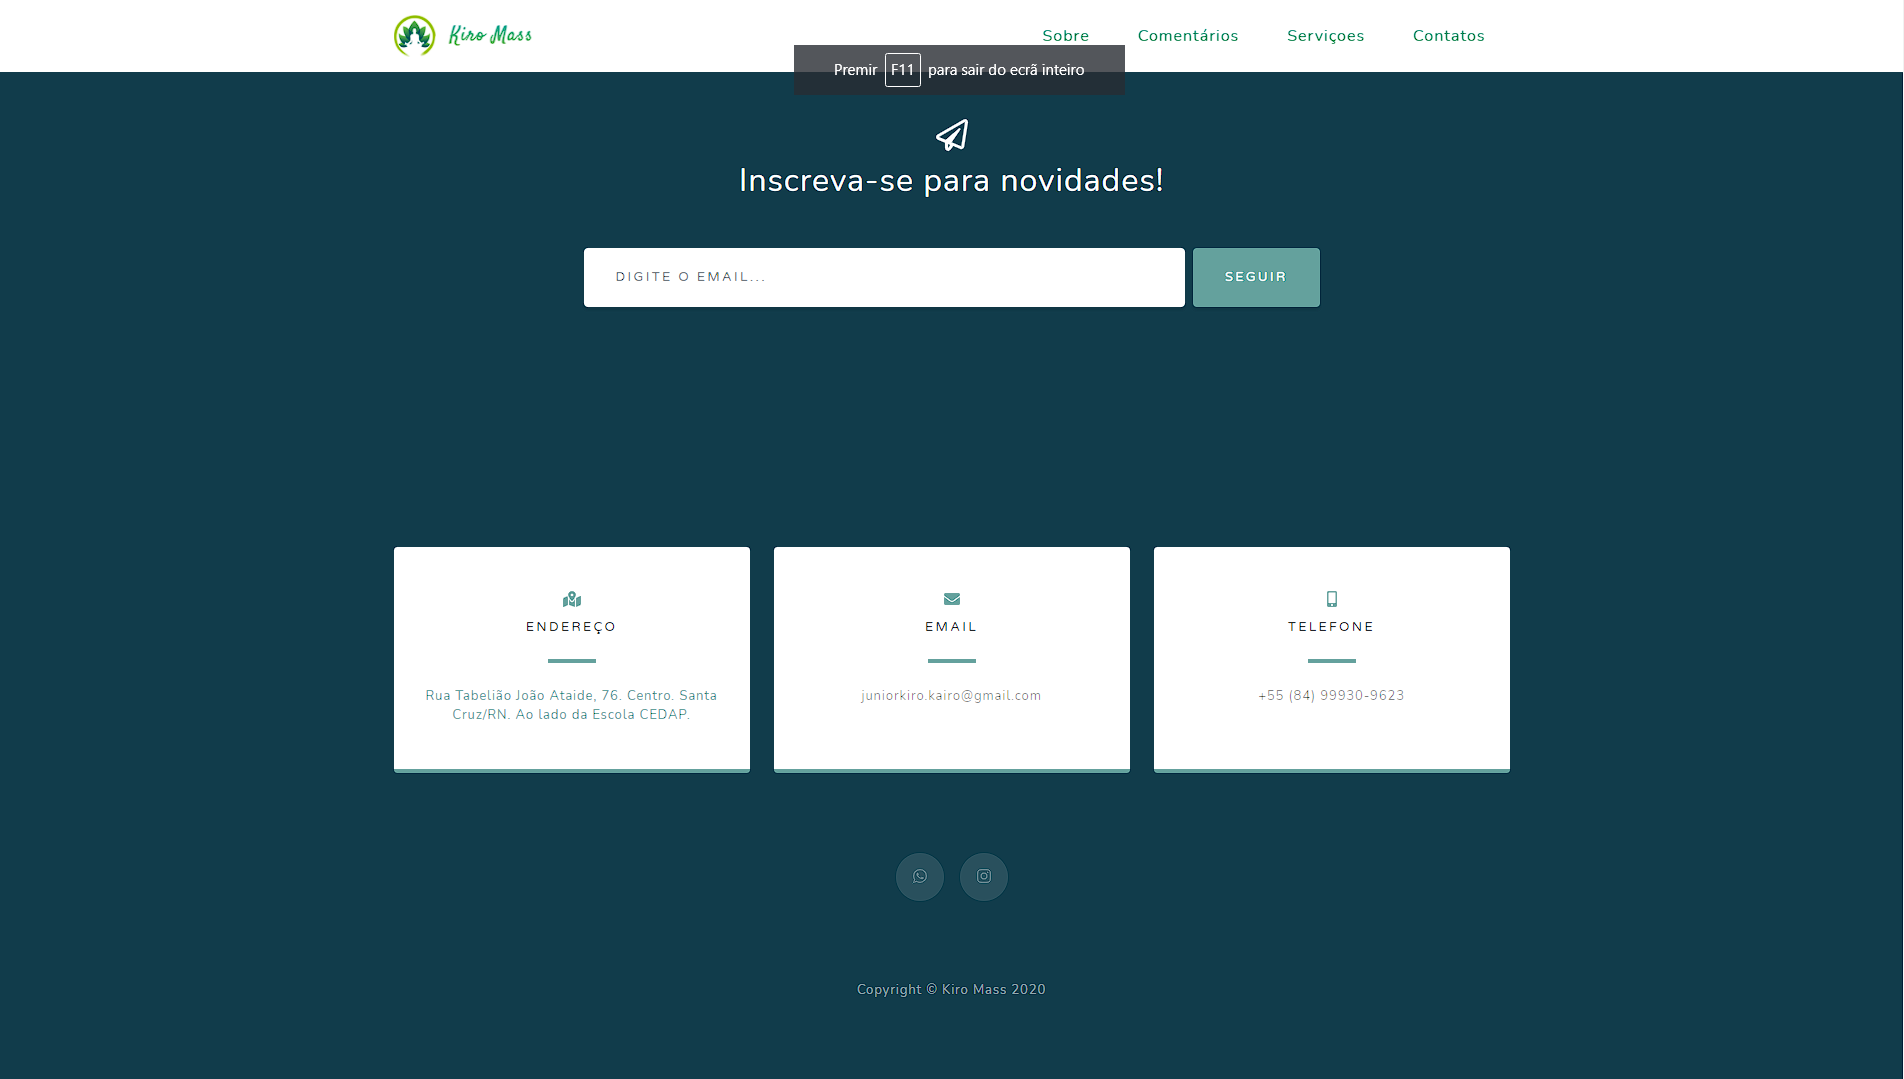 Kiro Mass
Sobre Comentários Serviçoes Contatos
Premir F11 para sair do ecrã inteiro
Inscreva-se para novidades!
DIGITE O EMAIL... SEGUIR
ENDEREÇO
Rua Tabelião João Ataide, 76. Centro. Santa
Cruz/RN. Ao lado da Escola CEDAP.
EMAIL
juniorkiro.kairo@gmail.com
TELEFONE
+55 (84) 99930-9623
Copyright © Kiro Mass 2020